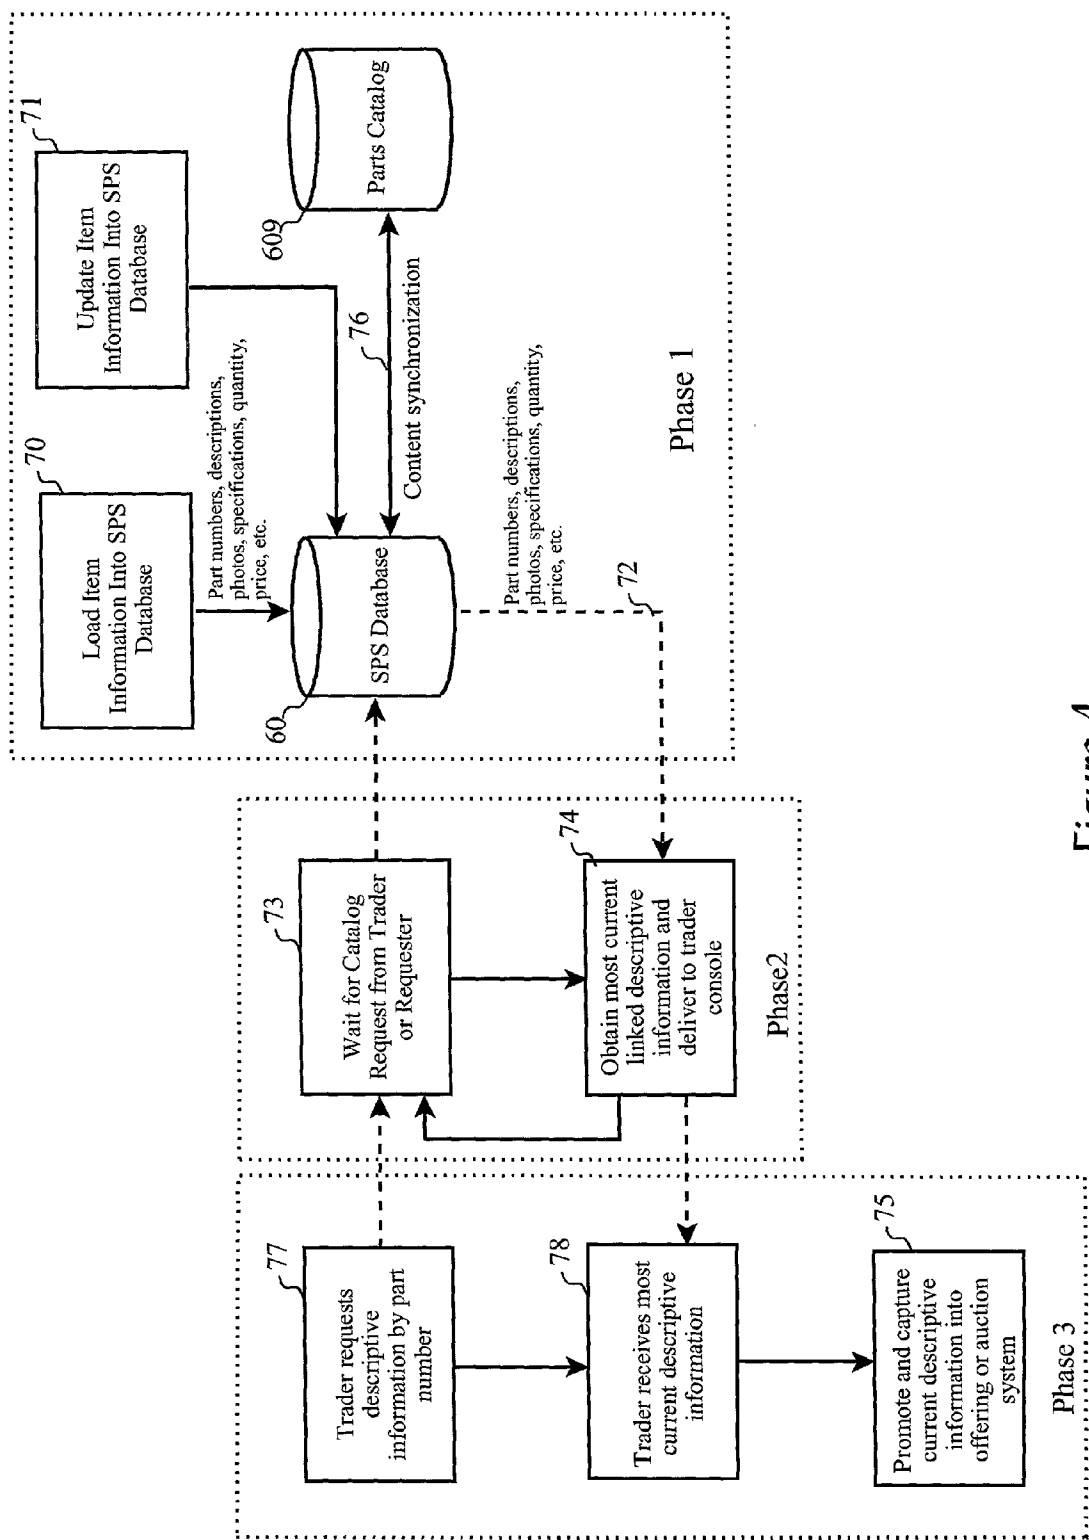 77
Trader requests
descriptive
information by part
number
78
Trader receives most
current descriptive
information
75
Promote and capture
current descriptive
information into
offering or auction
system
Phase 3
73
Wait for Catalog
Request from Trader
or Requester
74
Obtain most current
linked descriptive
information and
deliver to trader
console
Phase2
70
Load Item
Information Into SPS
Database
71
Update Item
Information Into SPS
Database
Part numbers, descriptions,
photos, specifications, quantity,
price, etc.
60
SPS Database
76
Content synchronization
609
Parts Catalog
Part numbers, descriptions,
photos, specifications, quantity,
price, etc.
72
Phase 1
Figure 4